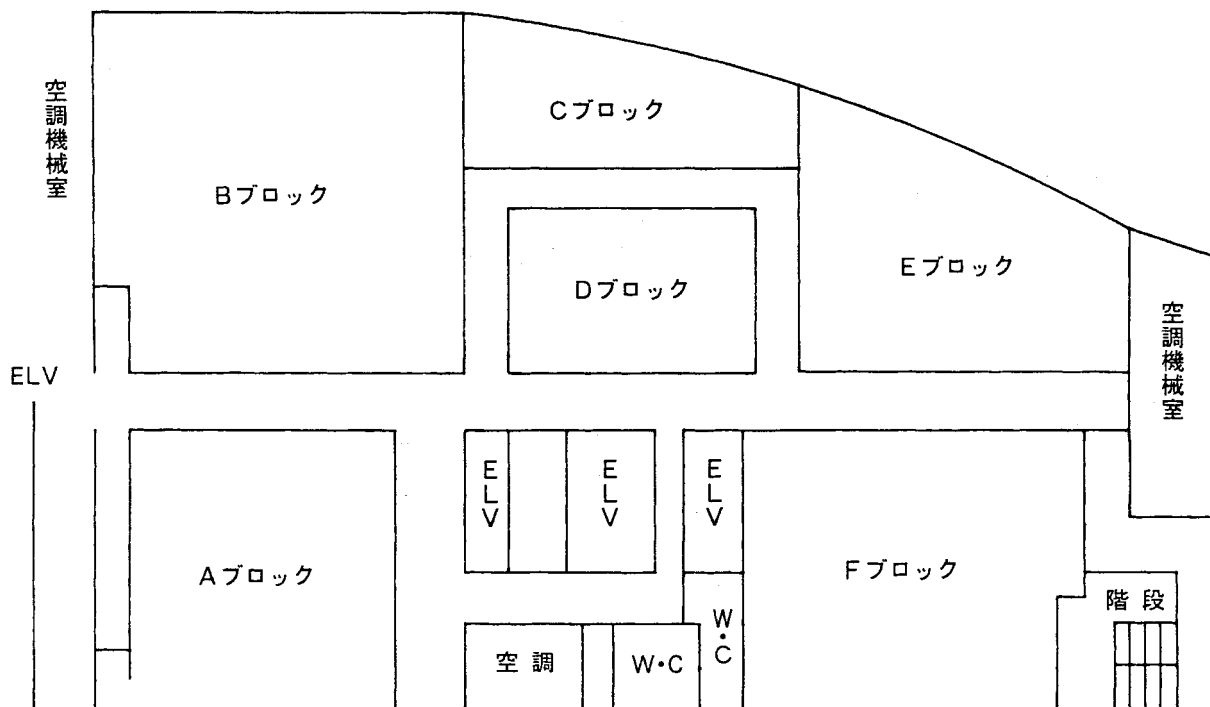 空調機械室
Cブロック
Bブロック
Eブロック
Dブロック
空調機械室
ELV
ELV
ELV
ELV
Aブロック
Fブロック
階段
W・C
空調
W・C